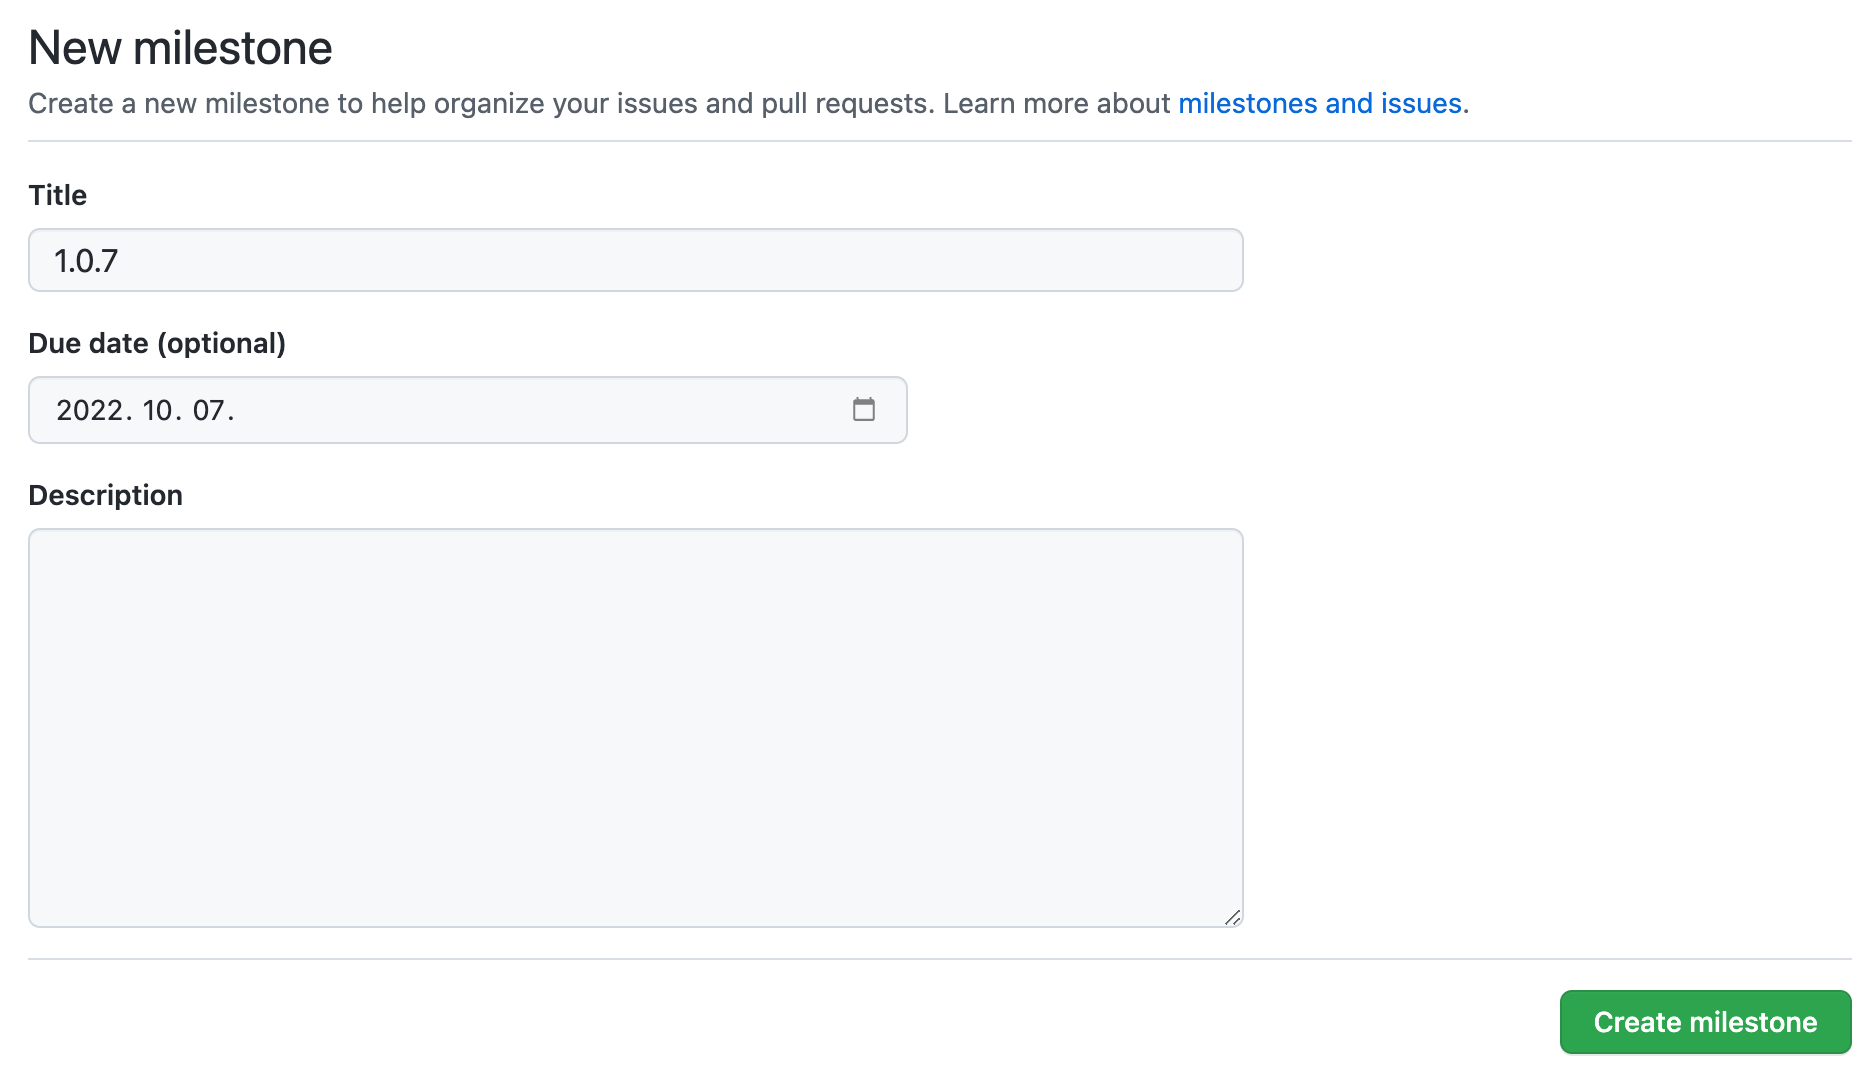 New milestone
Create a new milestone to help organize your issues and pull requests. Learn more about milestones and issues.
Title
1.0.7
Due date (optional)
2022. 10. 07.
Description
Create milestone